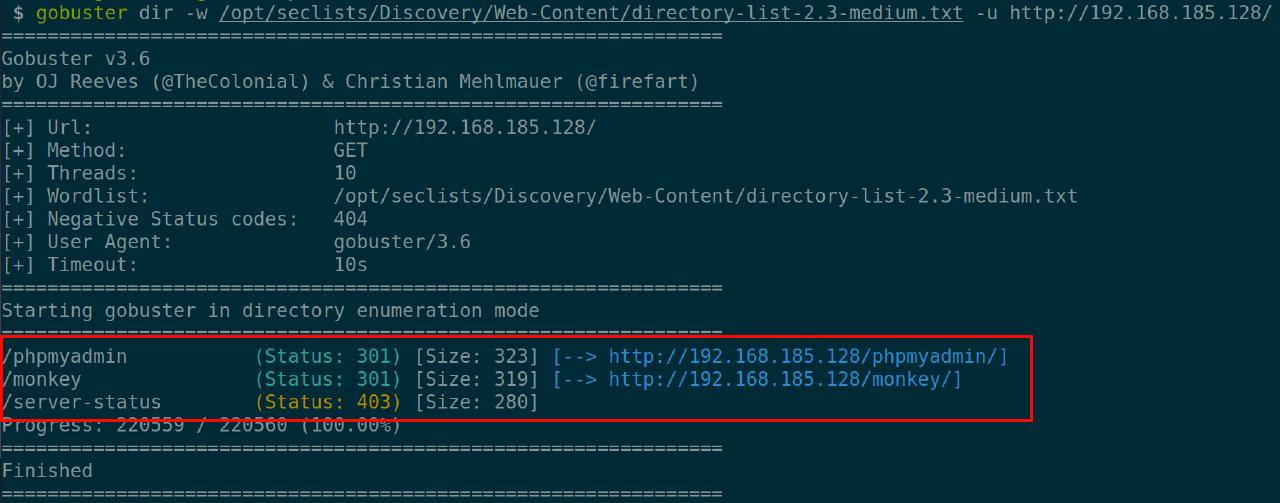 $ gobuster dir -w /opt/seclists/Discovery/Web-Content/directory-list-2.3-medium.txt -u http://192.168.185.128/
===============================================================
Gobuster v3.6
by OJ Reeves (@TheColonial) & Christian Mehlmauer (@firefart)
===============================================================
[+] Url:                     http://192.168.185.128/
[+] Method:                  GET
[+] Threads:                 10
[+] Wordlist:                /opt/seclists/Discovery/Web-Content/directory-list-2.3-medium.txt
[+] Negative Status codes:   404
[+] User Agent:              gobuster/3.6
[+] Timeout:                 10s
===============================================================
Starting gobuster in directory enumeration mode
===============================================================
/phpmyadmin           (Status: 301) [Size: 323] [--> http://192.168.185.128/phpmyadmin/]
/monkey               (Status: 301) [Size: 319] [--> http://192.168.185.128/monkey/]
/server-status        (Status: 403) [Size: 280]
Progress: 220559 / 220560 (100.00%)
===============================================================
Finished
===============================================================